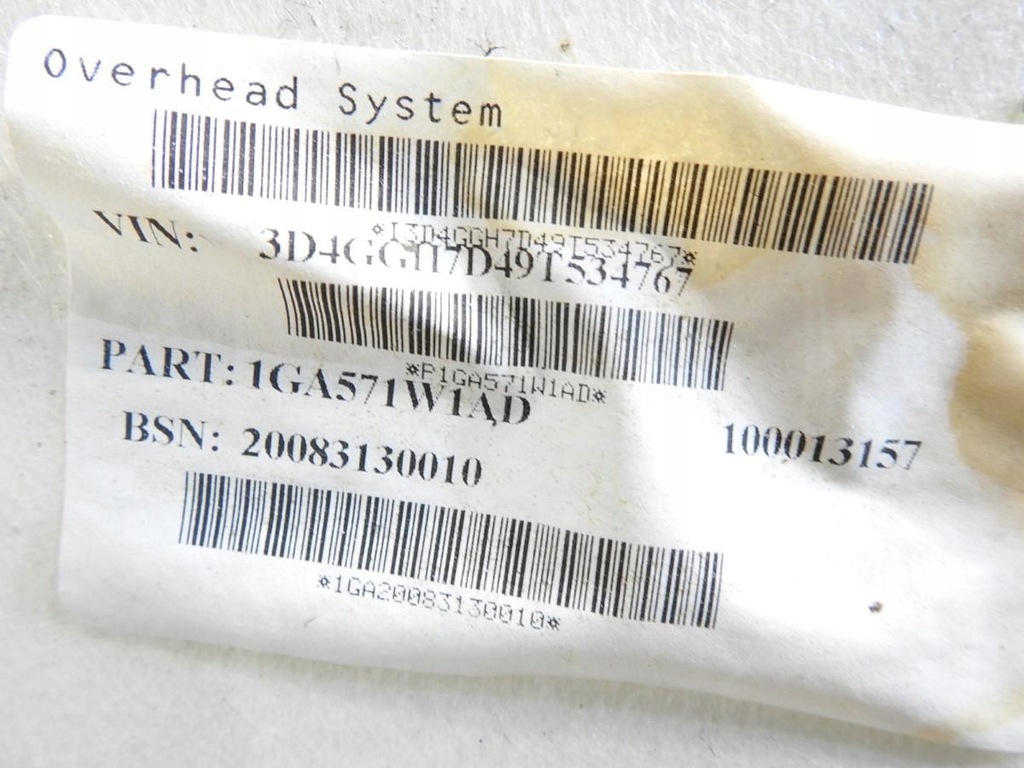 Overhead System
*I3D4GGH7D49T534767*
VIN: 3D4GGH7D49T534767
*P1GA571W1AD*
PART: 1GA571W1AD
BSN: 20083130010 100013157
*1GA20083130010*